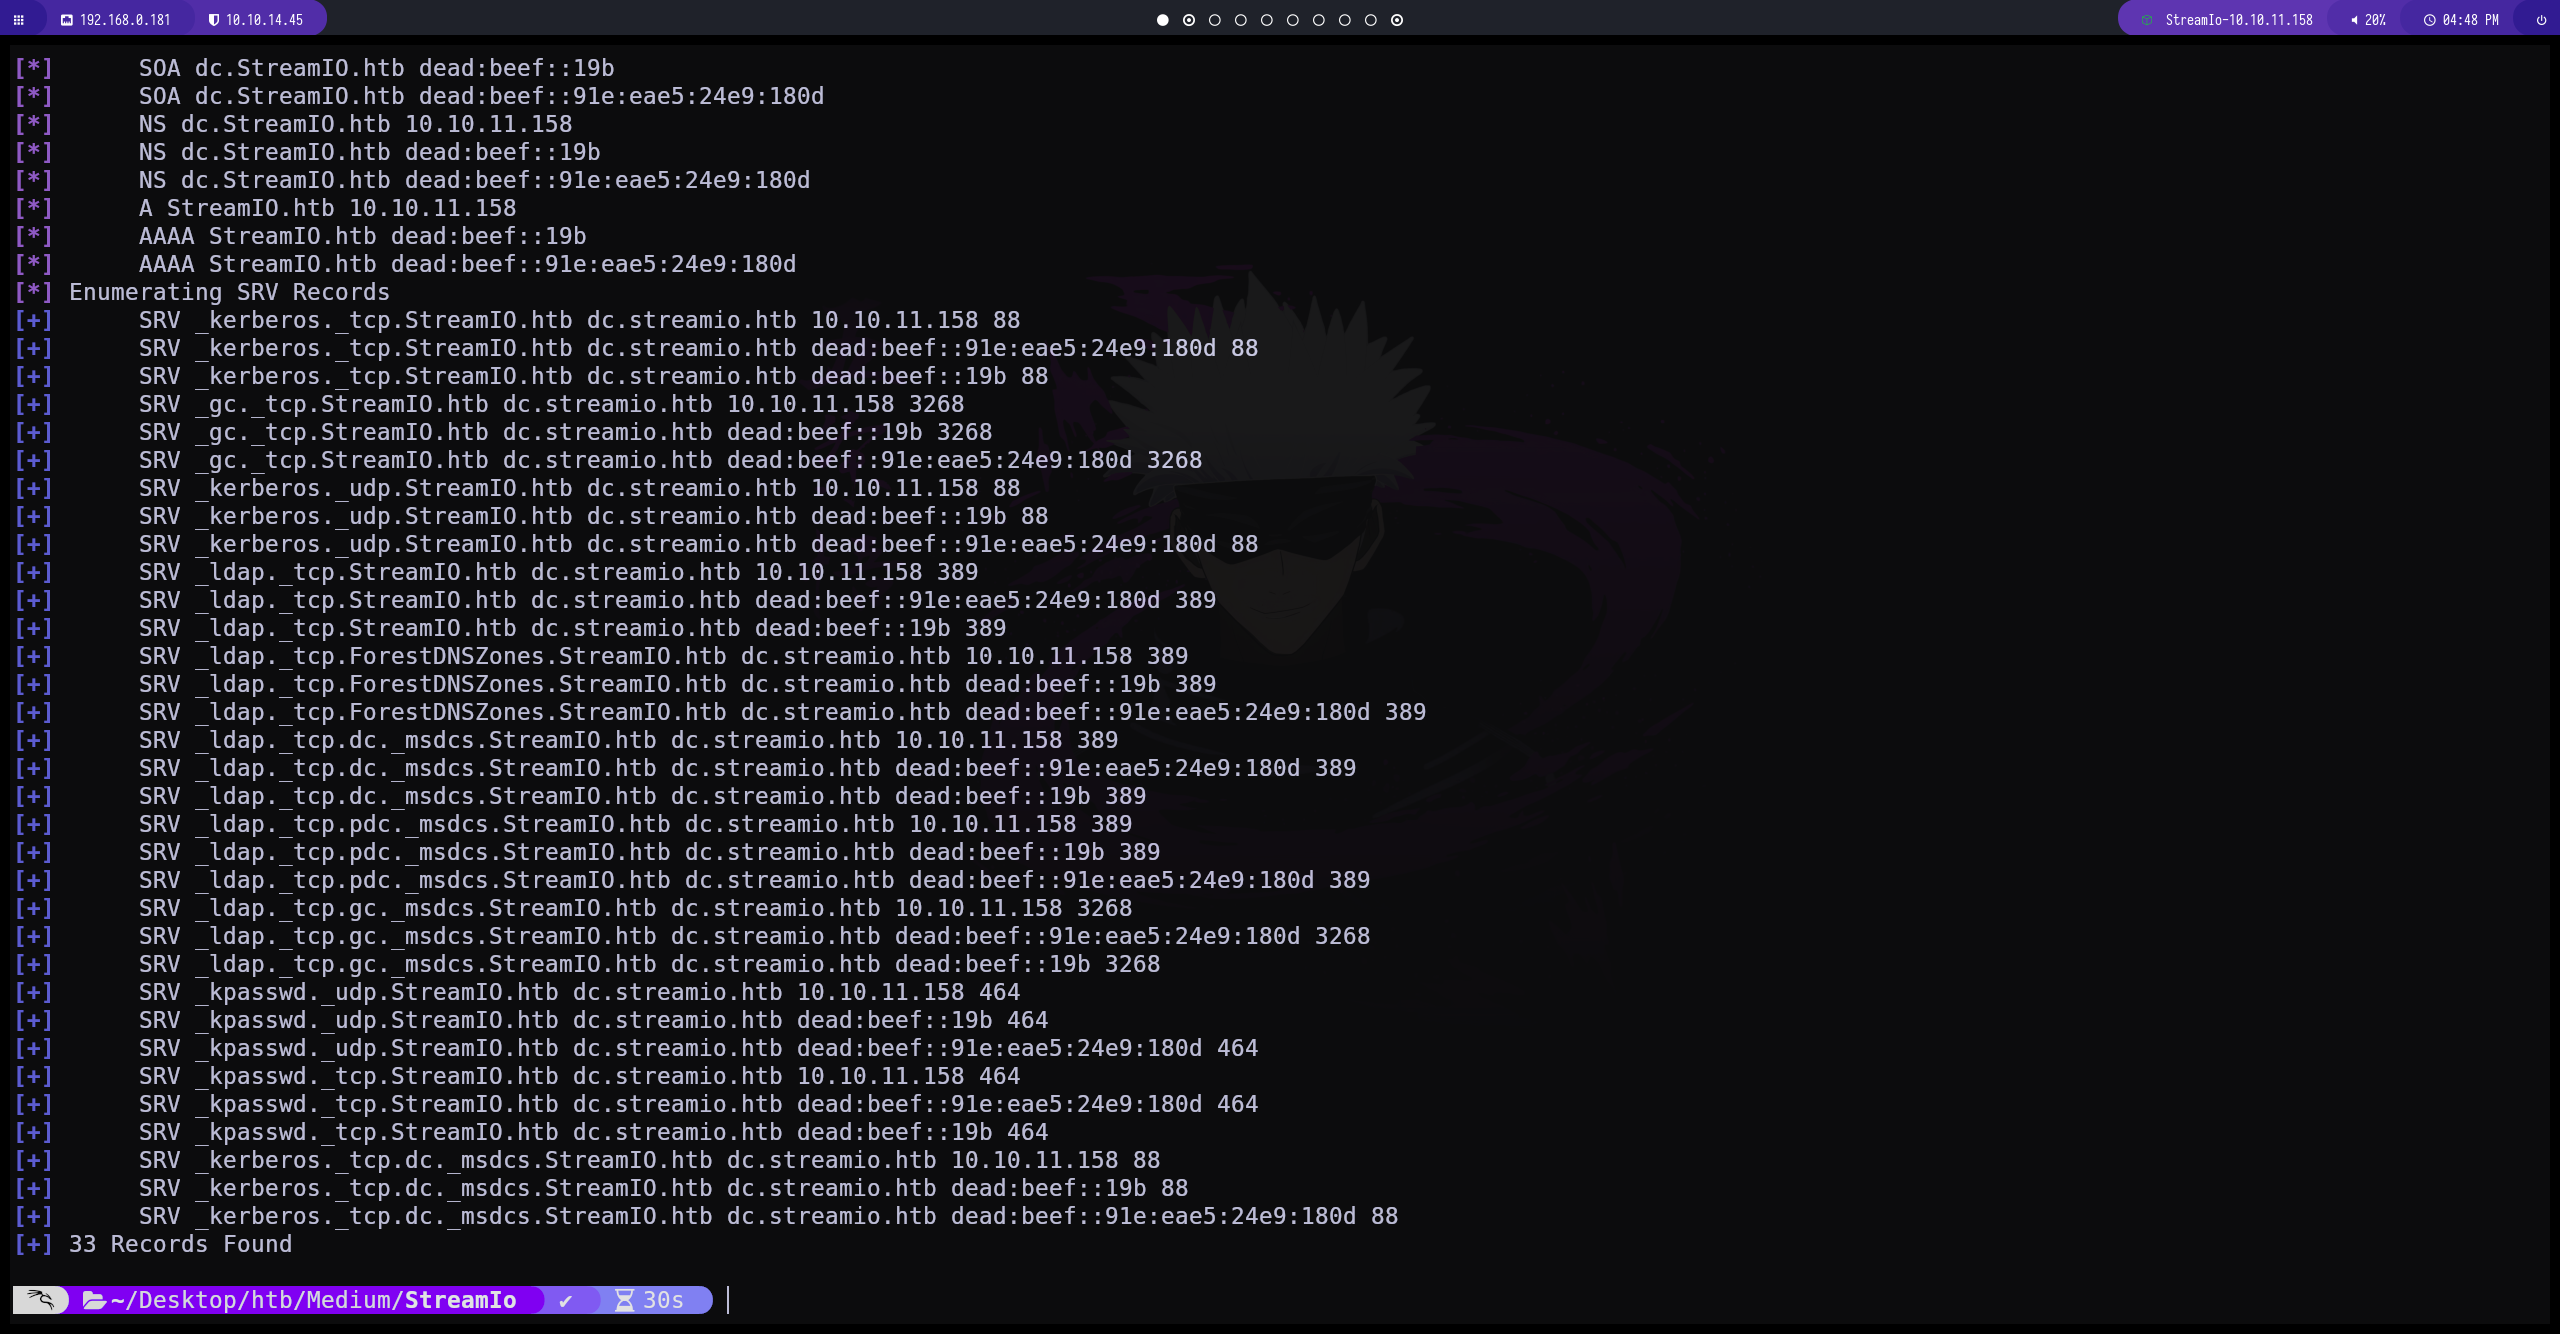 192.168.0.181 10.10.14.45 StreamIo-10.10.11.158 20% 04:48 PM
[*] SOA dc.StreamIO.htb dead:beef::19b
[*] SOA dc.StreamIO.htb dead:beef::91e:eae5:24e9:180d
[*] NS dc.StreamIO.htb 10.10.11.158
[*] NS dc.StreamIO.htb dead:beef::19b
[*] NS dc.StreamIO.htb dead:beef::91e:eae5:24e9:180d
[*] A StreamIO.htb 10.10.11.158
[*] AAAA StreamIO.htb dead:beef::19b
[*] AAAA StreamIO.htb dead:beef::91e:eae5:24e9:180d
[*] Enumerating SRV Records
[+] SRV _kerberos._tcp.StreamIO.htb dc.streamio.htb 10.10.11.158 88
[+] SRV _kerberos._tcp.StreamIO.htb dc.streamio.htb dead:beef::91e:eae5:24e9:180d 88
[+] SRV _kerberos._tcp.StreamIO.htb dc.streamio.htb dead:beef::19b 88
[+] SRV _gc._tcp.StreamIO.htb dc.streamio.htb 10.10.11.158 3268
[+] SRV _gc._tcp.StreamIO.htb dc.streamio.htb dead:beef::19b 3268
[+] SRV _gc._tcp.StreamIO.htb dc.streamio.htb dead:beef::91e:eae5:24e9:180d 3268
[+] SRV _kerberos._udp.StreamIO.htb dc.streamio.htb 10.10.11.158 88
[+] SRV _kerberos._udp.StreamIO.htb dc.streamio.htb dead:beef::19b 88
[+] SRV _kerberos._udp.StreamIO.htb dc.streamio.htb dead:beef::91e:eae5:24e9:180d 88
[+] SRV _ldap._tcp.StreamIO.htb dc.streamio.htb 10.10.11.158 389
[+] SRV _ldap._tcp.StreamIO.htb dc.streamio.htb dead:beef::91e:eae5:24e9:180d 389
[+] SRV _ldap._tcp.StreamIO.htb dc.streamio.htb dead:beef::19b 389
[+] SRV _ldap._tcp.ForestDNSZones.StreamIO.htb dc.streamio.htb 10.10.11.158 389
[+] SRV _ldap._tcp.ForestDNSZones.StreamIO.htb dc.streamio.htb dead:beef::19b 389
[+] SRV _ldap._tcp.ForestDNSZones.StreamIO.htb dc.streamio.htb dead:beef::91e:eae5:24e9:180d 389
[+] SRV _ldap._tcp.dc._msdcs.StreamIO.htb dc.streamio.htb 10.10.11.158 389
[+] SRV _ldap._tcp.dc._msdcs.StreamIO.htb dc.streamio.htb dead:beef::91e:eae5:24e9:180d 389
[+] SRV _ldap._tcp.dc._msdcs.StreamIO.htb dc.streamio.htb dead:beef::19b 389
[+] SRV _ldap._tcp.pdc._msdcs.StreamIO.htb dc.streamio.htb 10.10.11.158 389
[+] SRV _ldap._tcp.pdc._msdcs.StreamIO.htb dc.streamio.htb dead:beef::19b 389
[+] SRV _ldap._tcp.pdc._msdcs.StreamIO.htb dc.streamio.htb dead:beef::91e:eae5:24e9:180d 389
[+] SRV _ldap._tcp.gc._msdcs.StreamIO.htb dc.streamio.htb 10.10.11.158 3268
[+] SRV _ldap._tcp.gc._msdcs.StreamIO.htb dc.streamio.htb dead:beef::91e:eae5:24e9:180d 3268
[+] SRV _ldap._tcp.gc._msdcs.StreamIO.htb dc.streamio.htb dead:beef::19b 3268
[+] SRV _kpasswd._udp.StreamIO.htb dc.streamio.htb 10.10.11.158 464
[+] SRV _kpasswd._udp.StreamIO.htb dc.streamio.htb dead:beef::19b 464
[+] SRV _kpasswd._udp.StreamIO.htb dc.streamio.htb dead:beef::91e:eae5:24e9:180d 464
[+] SRV _kpasswd._tcp.StreamIO.htb dc.streamio.htb 10.10.11.158 464
[+] SRV _kpasswd._tcp.StreamIO.htb dc.streamio.htb dead:beef::91e:eae5:24e9:180d 464
[+] SRV _kpasswd._tcp.StreamIO.htb dc.streamio.htb dead:beef::19b 464
[+] SRV _kerberos._tcp.dc._msdcs.StreamIO.htb dc.streamio.htb 10.10.11.158 88
[+] SRV _kerberos._tcp.dc._msdcs.StreamIO.htb dc.streamio.htb dead:beef::19b 88
[+] SRV _kerberos._tcp.dc._msdcs.StreamIO.htb dc.streamio.htb dead:beef::91e:eae5:24e9:180d 88
[+] 33 Records Found
~/Desktop/htb/Medium/StreamIo ✔ 30s